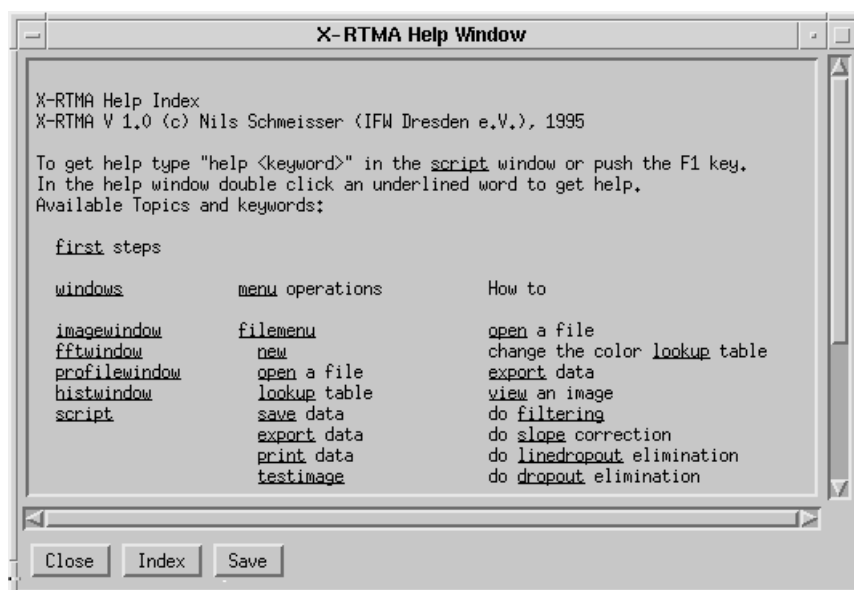 X-RTMA Help Window
X-RTMA Help Index
X-RTMA V 1.0 (c) Nils Schmeisser (IFW Dresden e.V.), 1995
To get help type "help <keyword>" in the script window or push the F1 key.
In the help window double click an underlined word to get help.
Available Topics and keywords:
first steps
windows menu operations How to
imagewindow filemenu open a file
fftwindow new change the color lookup table
profilewindow open a file export data
histwindow lookup table view an image
script save data do filtering
export data do slope correction
print data do linedropout elimination
testimage do dropout elimination
Close Index Save